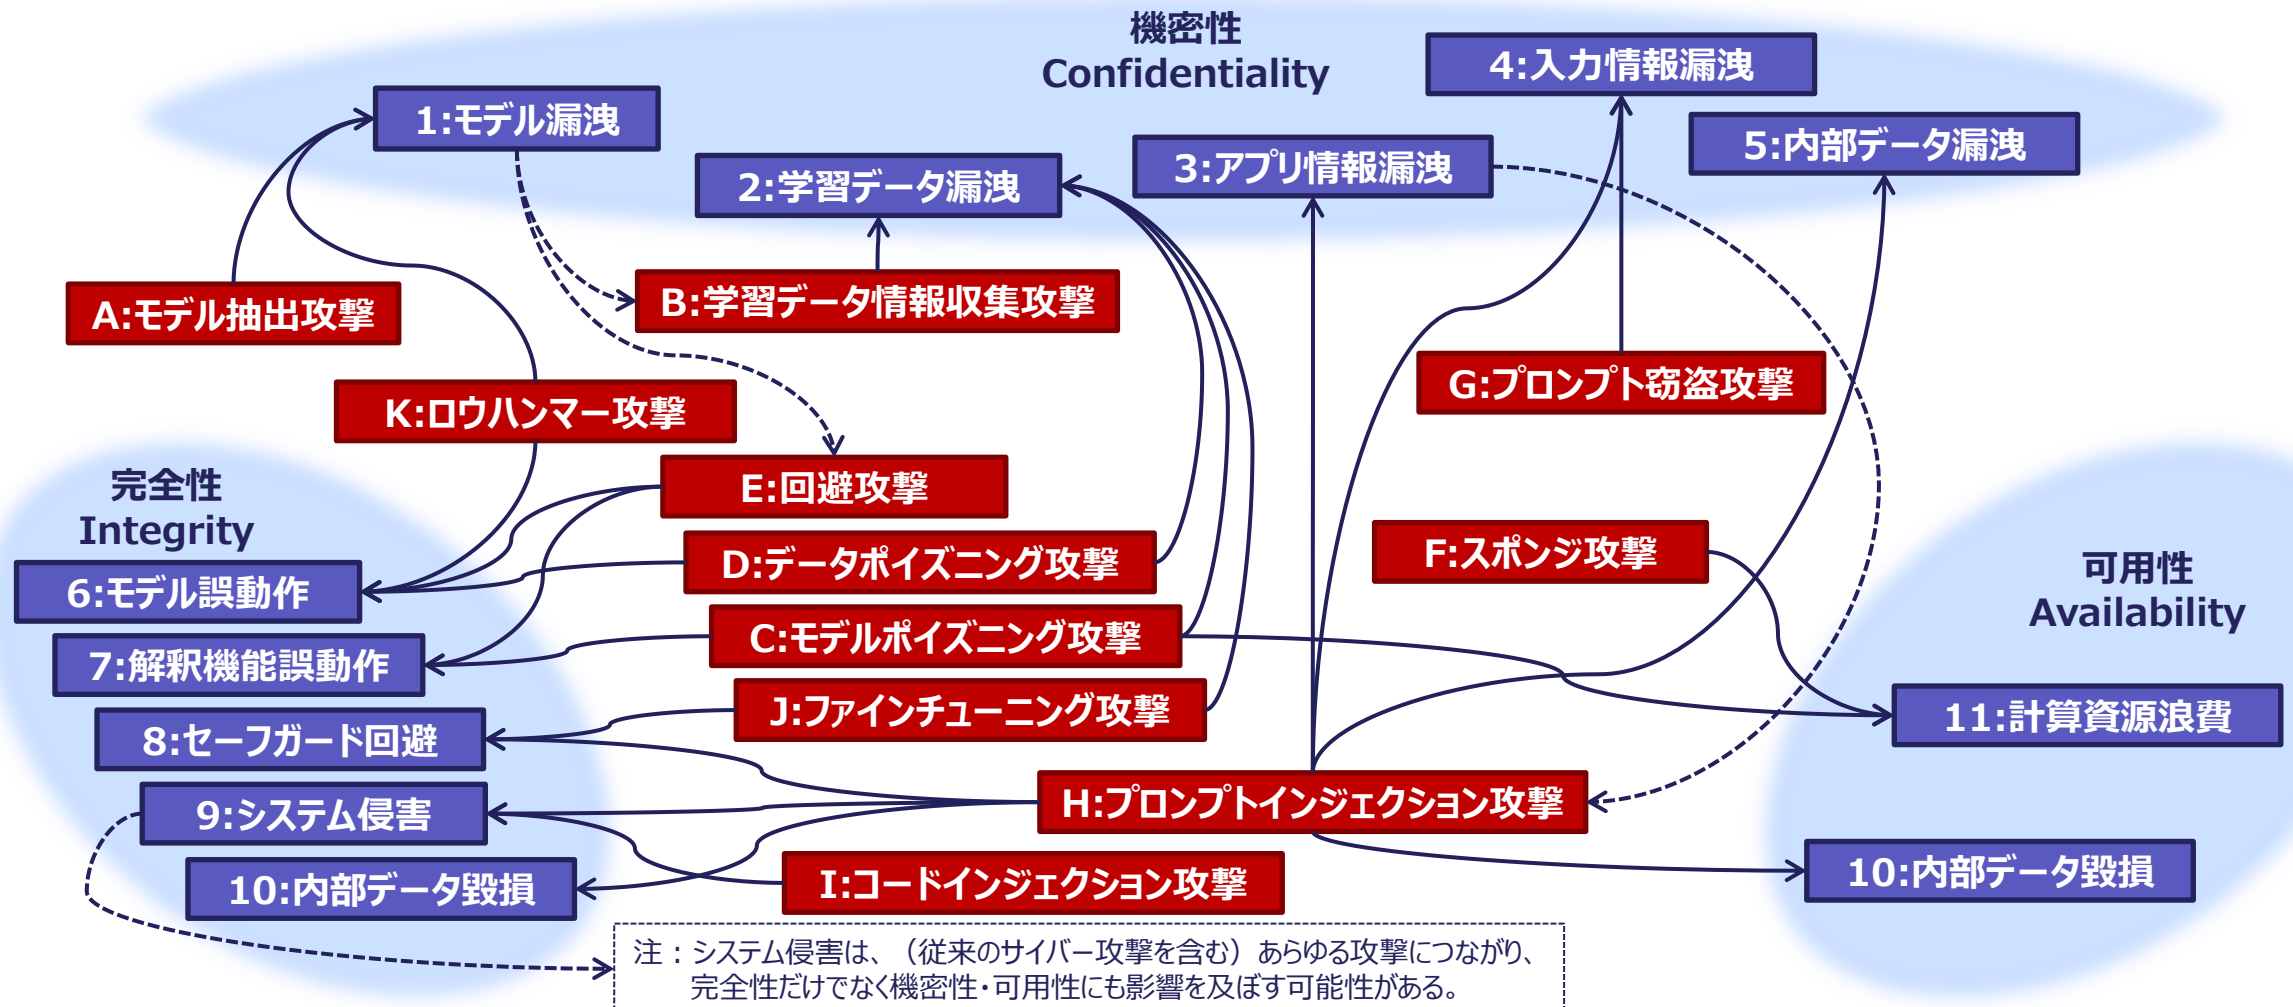 機密性
Confidentiality
4:入力情報漏洩
1:モデル漏洩
5:内部データ漏洩
3:アプリ情報漏洩
2:学習データ漏洩
A:モデル抽出攻撃
B:学習データ情報収集攻撃
G:プロンプト窃盗攻撃
K:ロウハンマー攻撃
完全性
Integrity
E:回避攻撃
D:データポイズニング攻撃
F:スポンジ攻撃
可用性
Availability
6:モデル誤動作
C:モデルポイズニング攻撃
7:解釈機能誤動作
J:ファインチューニング攻撃
11:計算資源浪費
8:セーフガード回避
H:プロンプトインジェクション攻撃
9:システム侵害
10:内部データ毀損
I:コードインジェクション攻撃
10:内部データ毀損
注：システム侵害は、（従来のサイバー攻撃を含む）あらゆる攻撃につながり、
完全性だけでなく機密性・可用性にも影響を及ぼす可能性がある。